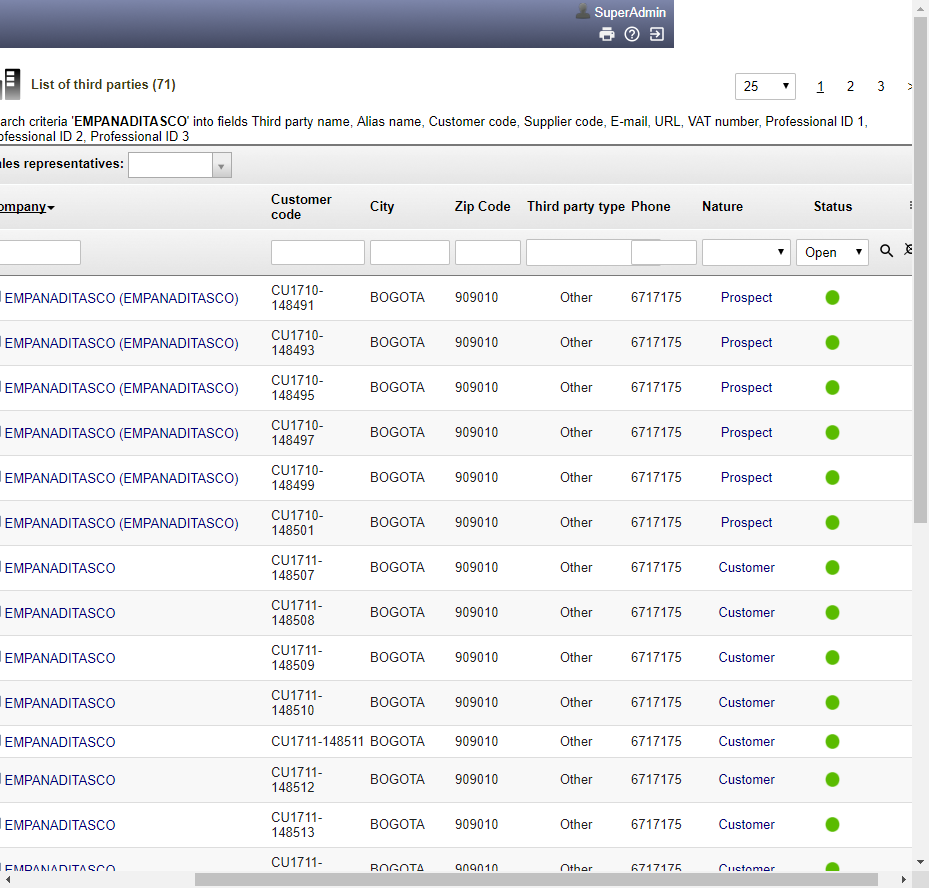 SuperAdmin
List of third parties (71)
25
1 2 3 >
arch criteria 'EMPANADITASCO' into fields Third party name, Alias name, Customer code, Supplier code, E-mail, URL, VAT number, Professional ID 1,
ofessional ID 2, Professional ID 3
les representatives:
ompany Customer code City Zip Code Third party type Phone Nature Status
Open
EMPANADITASCO (EMPANADITASCO) CU1710-148491 BOGOTA 909010 Other 6717175 Prospect
EMPANADITASCO (EMPANADITASCO) CU1710-148493 BOGOTA 909010 Other 6717175 Prospect
EMPANADITASCO (EMPANADITASCO) CU1710-148495 BOGOTA 909010 Other 6717175 Prospect
EMPANADITASCO (EMPANADITASCO) CU1710-148497 BOGOTA 909010 Other 6717175 Prospect
EMPANADITASCO (EMPANADITASCO) CU1710-148499 BOGOTA 909010 Other 6717175 Prospect
EMPANADITASCO (EMPANADITASCO) CU1710-148501 BOGOTA 909010 Other 6717175 Prospect
EMPANADITASCO CU1711-148507 BOGOTA 909010 Other 6717175 Customer
EMPANADITASCO CU1711-148508 BOGOTA 909010 Other 6717175 Customer
EMPANADITASCO CU1711-148509 BOGOTA 909010 Other 6717175 Customer
EMPANADITASCO CU1711-148510 BOGOTA 909010 Other 6717175 Customer
EMPANADITASCO CU1711-148511 BOGOTA 909010 Other 6717175 Customer
EMPANADITASCO CU1711-148512 BOGOTA 909010 Other 6717175 Customer
EMPANADITASCO CU1711-148513 BOGOTA 909010 Other 6717175 Customer
EMPANADITASCO CU1711- BOGOTA 909010 Other 6717175 Customer